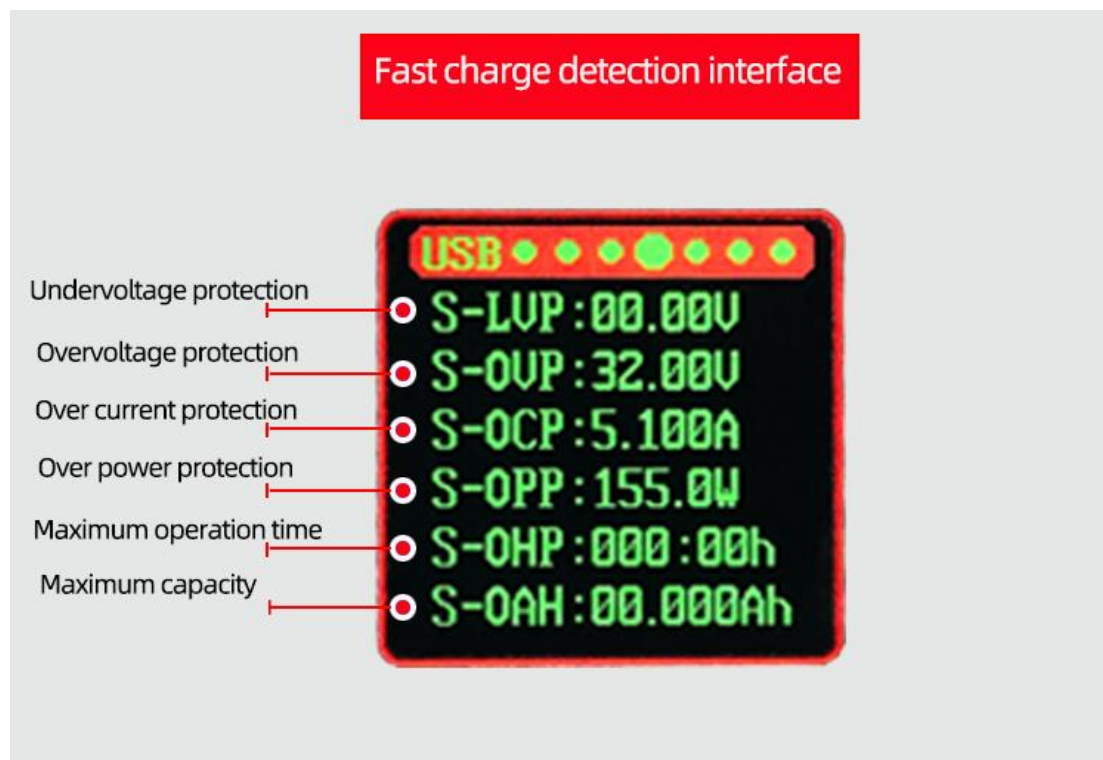 Fast charge detection interface
USB
Undervoltage protection
S-LVP:00.00V
Overvoltage protection
S-OVP:32.00V
Over current protection
S-OCP:5.100A
Over power protection
S-OPP:155.0W
Maximum operation time
S-OHP:000:00h
Maximum capacity
S-OAH:00.000Ah